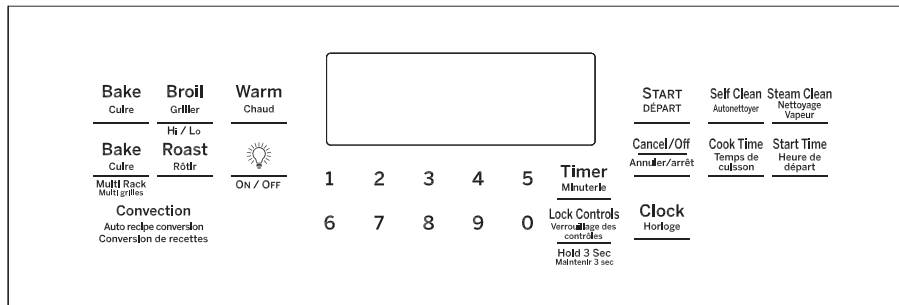 Bake
Cuire
Broil
Griller
Hi / Lo
Warm
Chaud
Bake
Cuire
Multi Rack
Multi grilles
Roast
Rôtir
ON / OFF
Convection
Auto recipe conversion
Conversion de recettes
1 2 3 4 5
6 7 8 9 0
Timer
Minuterie
Lock Controls
Verrouillage des
contrôles
Hold 3 Sec
Maintenir 3 sec
START
DÉPART
Self Clean
Autonettoyer
Steam Clean
Nettoyage
Vapeur
Cancel/Off
Annuler/arrêt
Cook Time
Temps de
cuisson
Start Time
Heure de
départ
Clock
Horloge